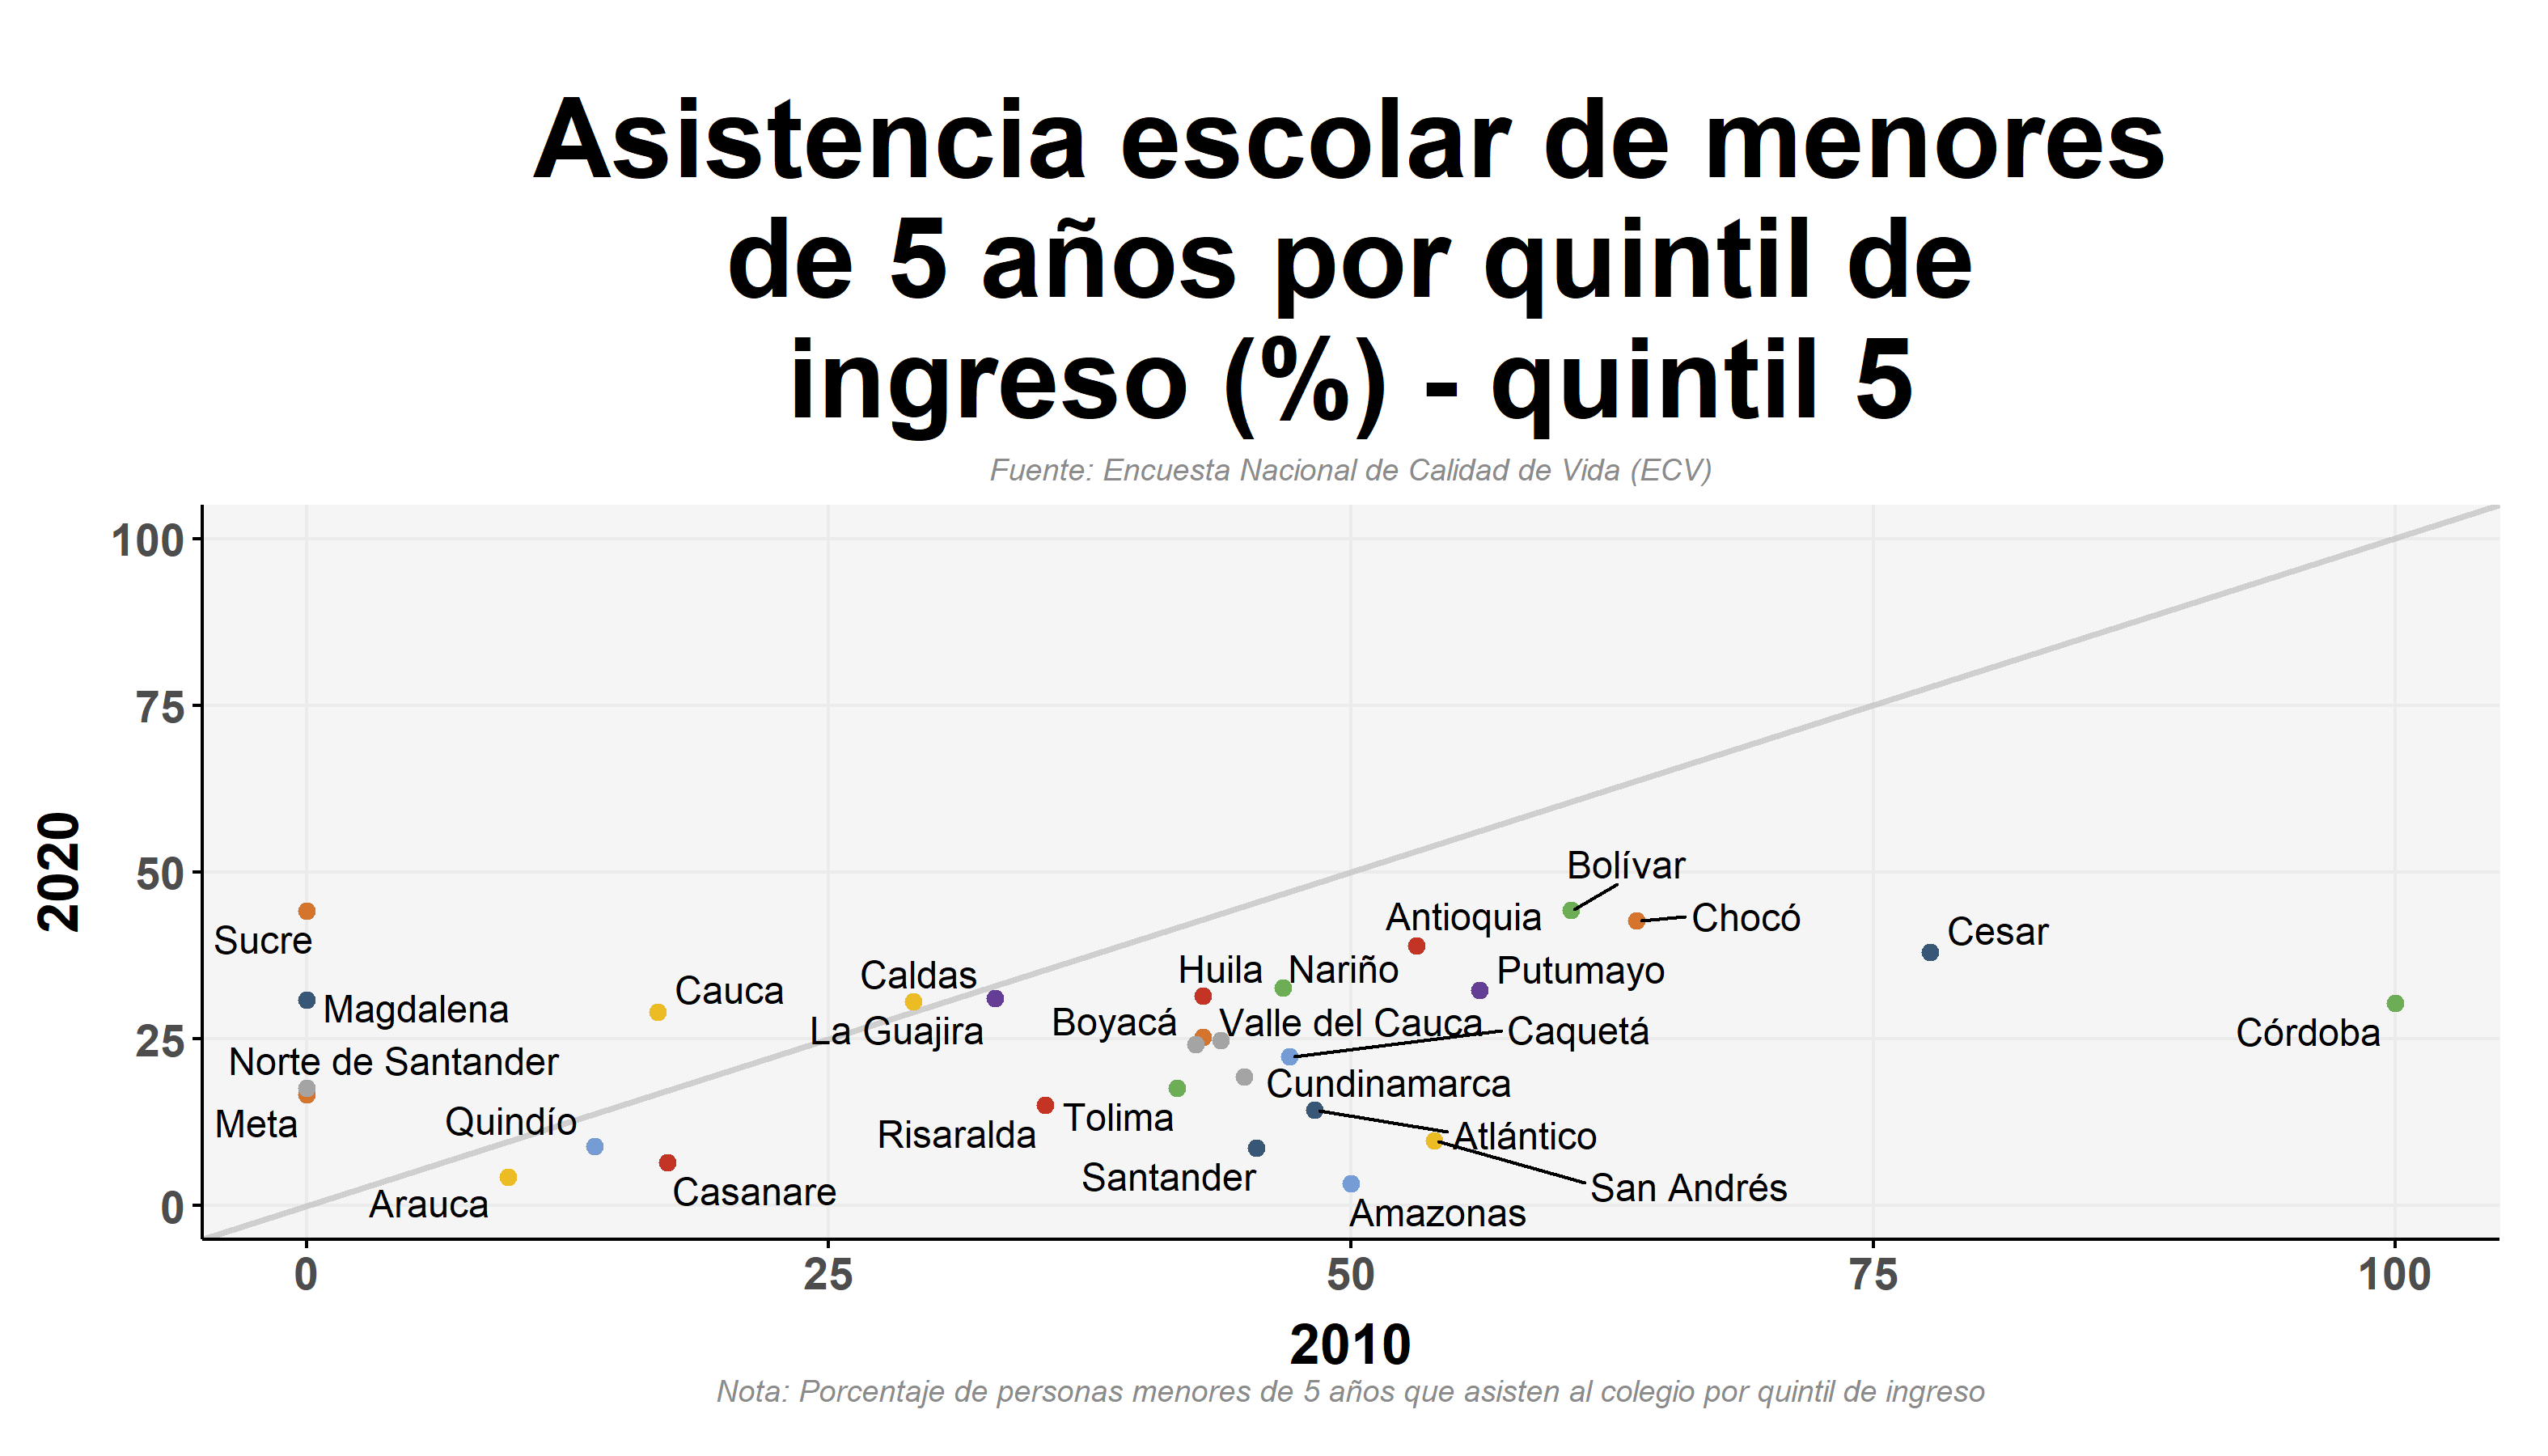 Asistencia escolar de menores
de 5 años por quintil de
ingreso (%) - quintil 5
Fuente: Encuesta Nacional de Calidad de Vida (ECV)
100
75
50
25
0
2020
Bolívar
Antioquia
Chocó
Cesar
Sucre
Huila
Nariño
Putumayo
Caldas
Cauca
Magdalena
Boyacá
Valle del Cauca
Caquetá
La Guajira
Córdoba
Norte de Santander
Cundinamarca
Meta
Quindío
Tolima
Risaralda
Atlántico
Santander
San Andrés
Casanare
Arauca
Amazonas
0
25
50
75
100
2010
Nota: Porcentaje de personas menores de 5 años que asisten al colegio por quintil de ingreso